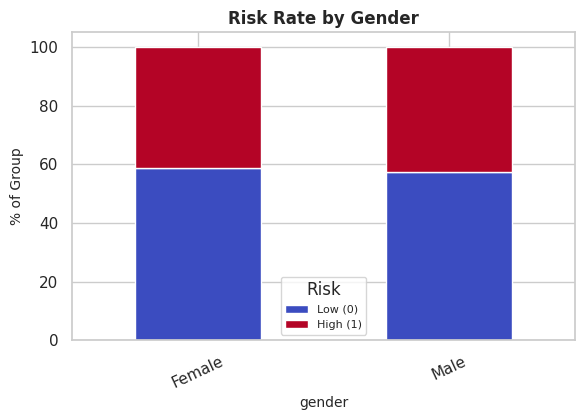 Risk Rate by Gender
% of Group
100
80
60
40
20
0
Risk
Low (0)
High (1)
Female
Male
gender